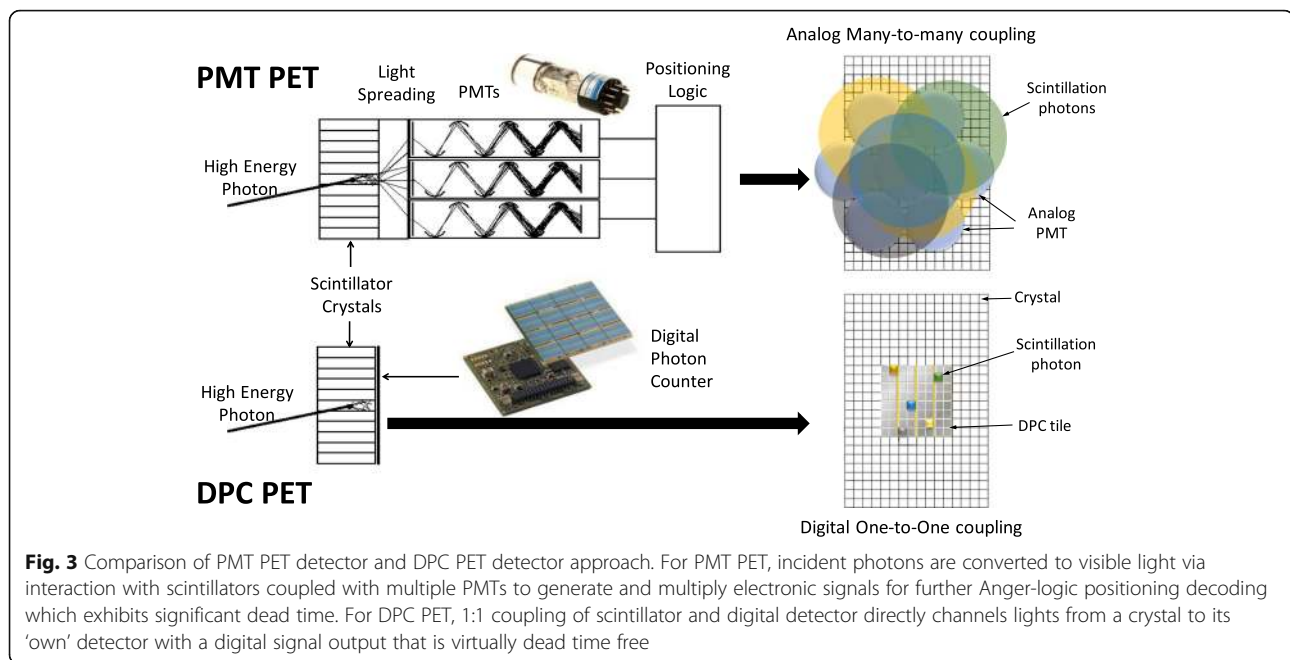 Analog Many-to-many coupling
PMT PET
Light
Spreading
PMTs
Positioning
Logic
Scintillation
photons
High Energy
Photon
Analog
PMT
Scintillator
Crystals
Crystal
Digital
Photon
Counter
Scintillation
photon
High Energy
Photon
DPC tile
DPC PET
Digital One-to-One coupling
Fig. 3 Comparison of PMT PET detector and DPC PET detector approach. For PMT PET, incident photons are converted to visible light via
interaction with scintillators coupled with multiple PMTs to generate and multiply electronic signals for further Anger-logic positioning decoding
which exhibits significant dead time. For DPC PET, 1:1 coupling of scintillator and digital detector directly channels lights from a crystal to its
‘own’ detector with a digital signal output that is virtually dead time free